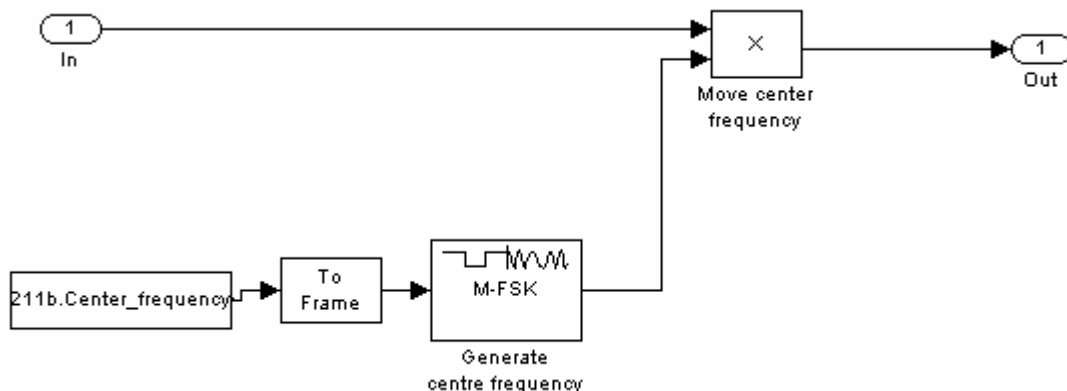 1
In
×
Move center
frequency
1
Out
211b.Center_frequency
To
Frame
M-FSK
Generate
centre frequency